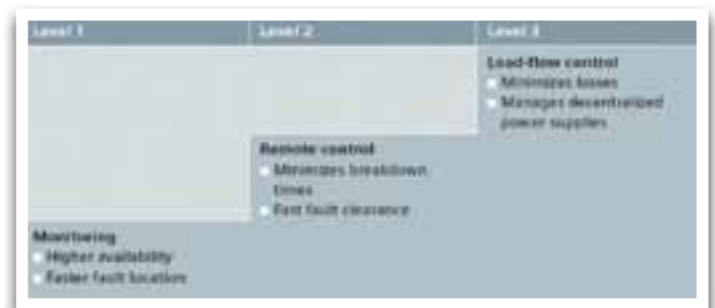 Level 1
Level 2
Level 3
Load-flow control
Minimizes losses
Manages decentralized
power supplies
Remote control
Minimizes breakdown
times
Fast fault clearance
Monitoring
Higher availability
Faster fault location